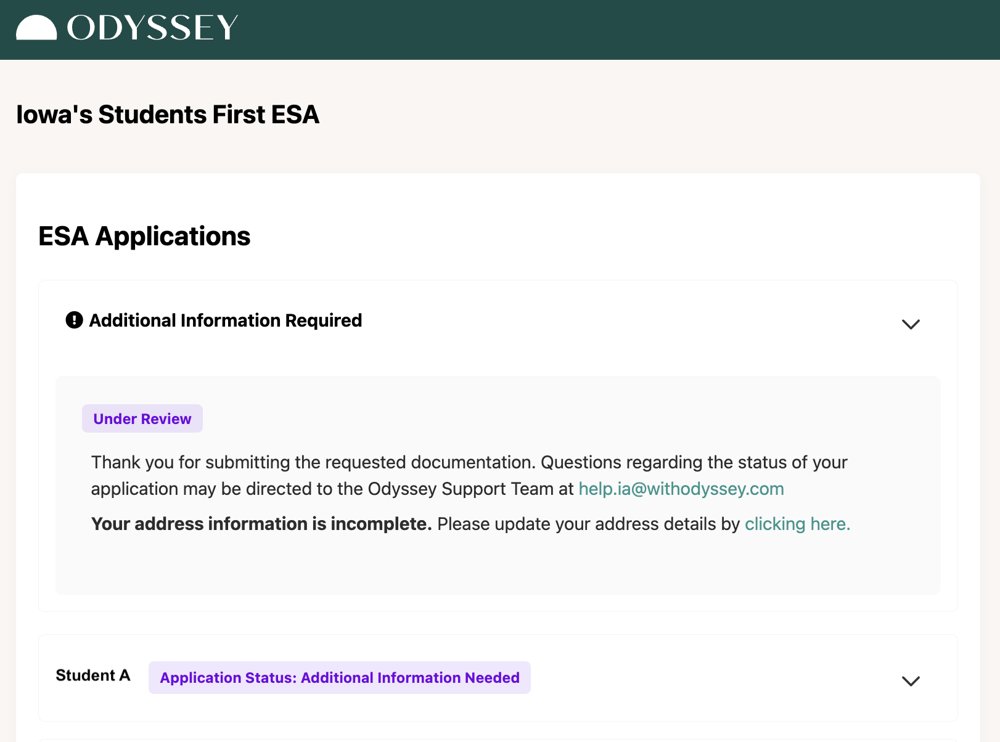 ODYSSEY
Iowa's Students First ESA
ESA Applications
Additional Information Required
Under Review
Thank you for submitting the requested documentation. Questions regarding the status of your
application may be directed to the Odyssey Support Team at help.ia@withodyssey.com
Your address information is incomplete. Please update your address details by clicking here.
Student A Application Status: Additional Information Needed